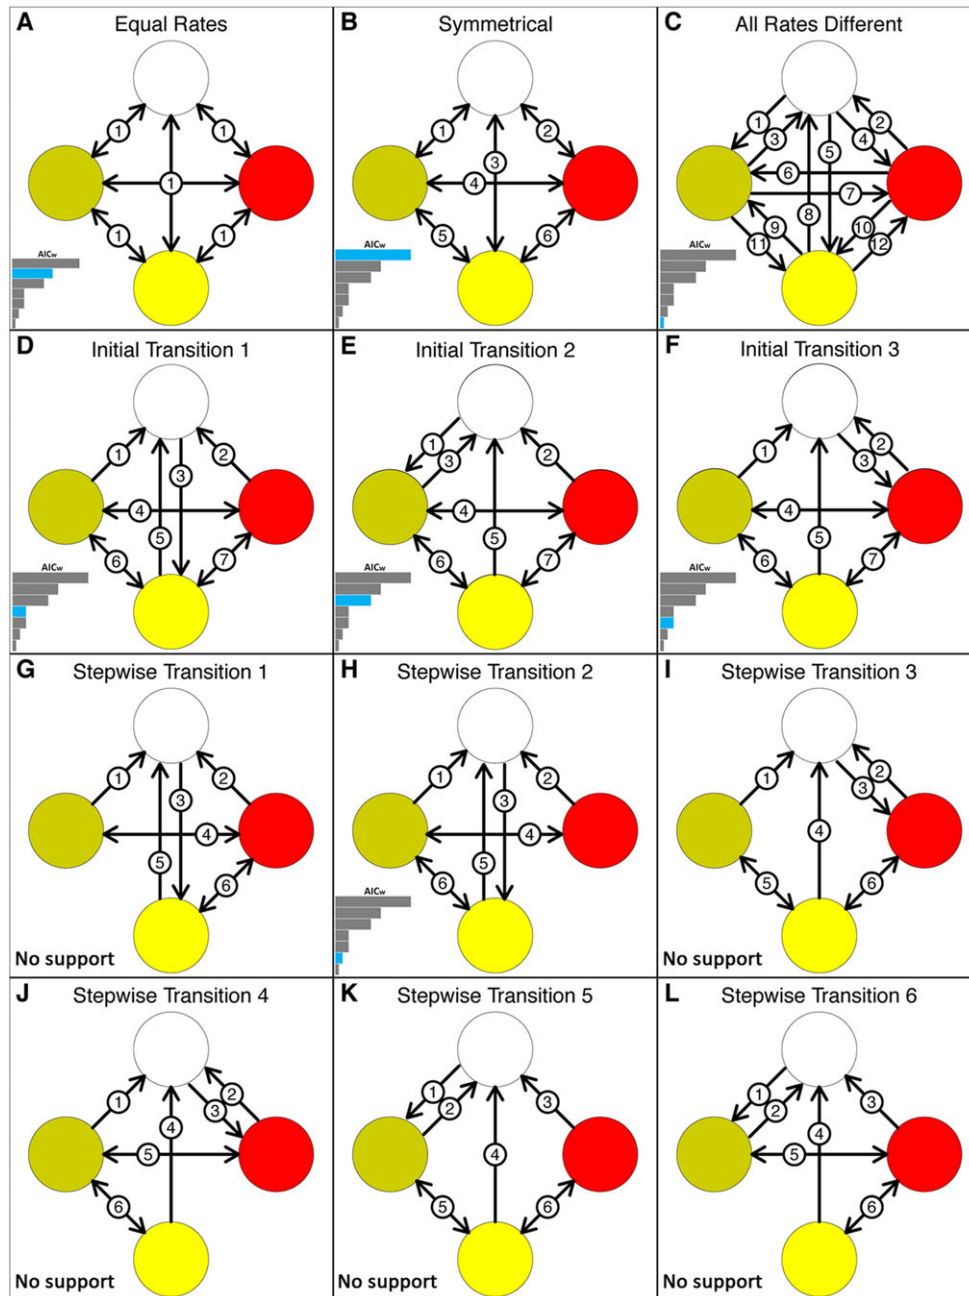 A Equal Rates
1 1
1
1 1
AICw
B Symmetrical
1 2
3
4
5 6
AICw
C All Rates Different
1 2
3 5 4
6
7
8
9 10
11 12
AICw
D Initial Transition 1
1 2
3
4
5
6 7
AICw
E Initial Transition 2
1
3 2
4
5
6 7
AICw
F Initial Transition 3
1 2
3
4
5
6 7
AICw
G Stepwise Transition 1
1 2
3
4
5
6
No support
H Stepwise Transition 2
1 2
3
4
5
6
AICw
I Stepwise Transition 3
1 2
3
4
5 6
No support
J Stepwise Transition 4
1 2
3
4
5
6
No support
K Stepwise Transition 5
1
2 3
4
5 6
No support
L Stepwise Transition 6
1
2 3
4
5
6
No support